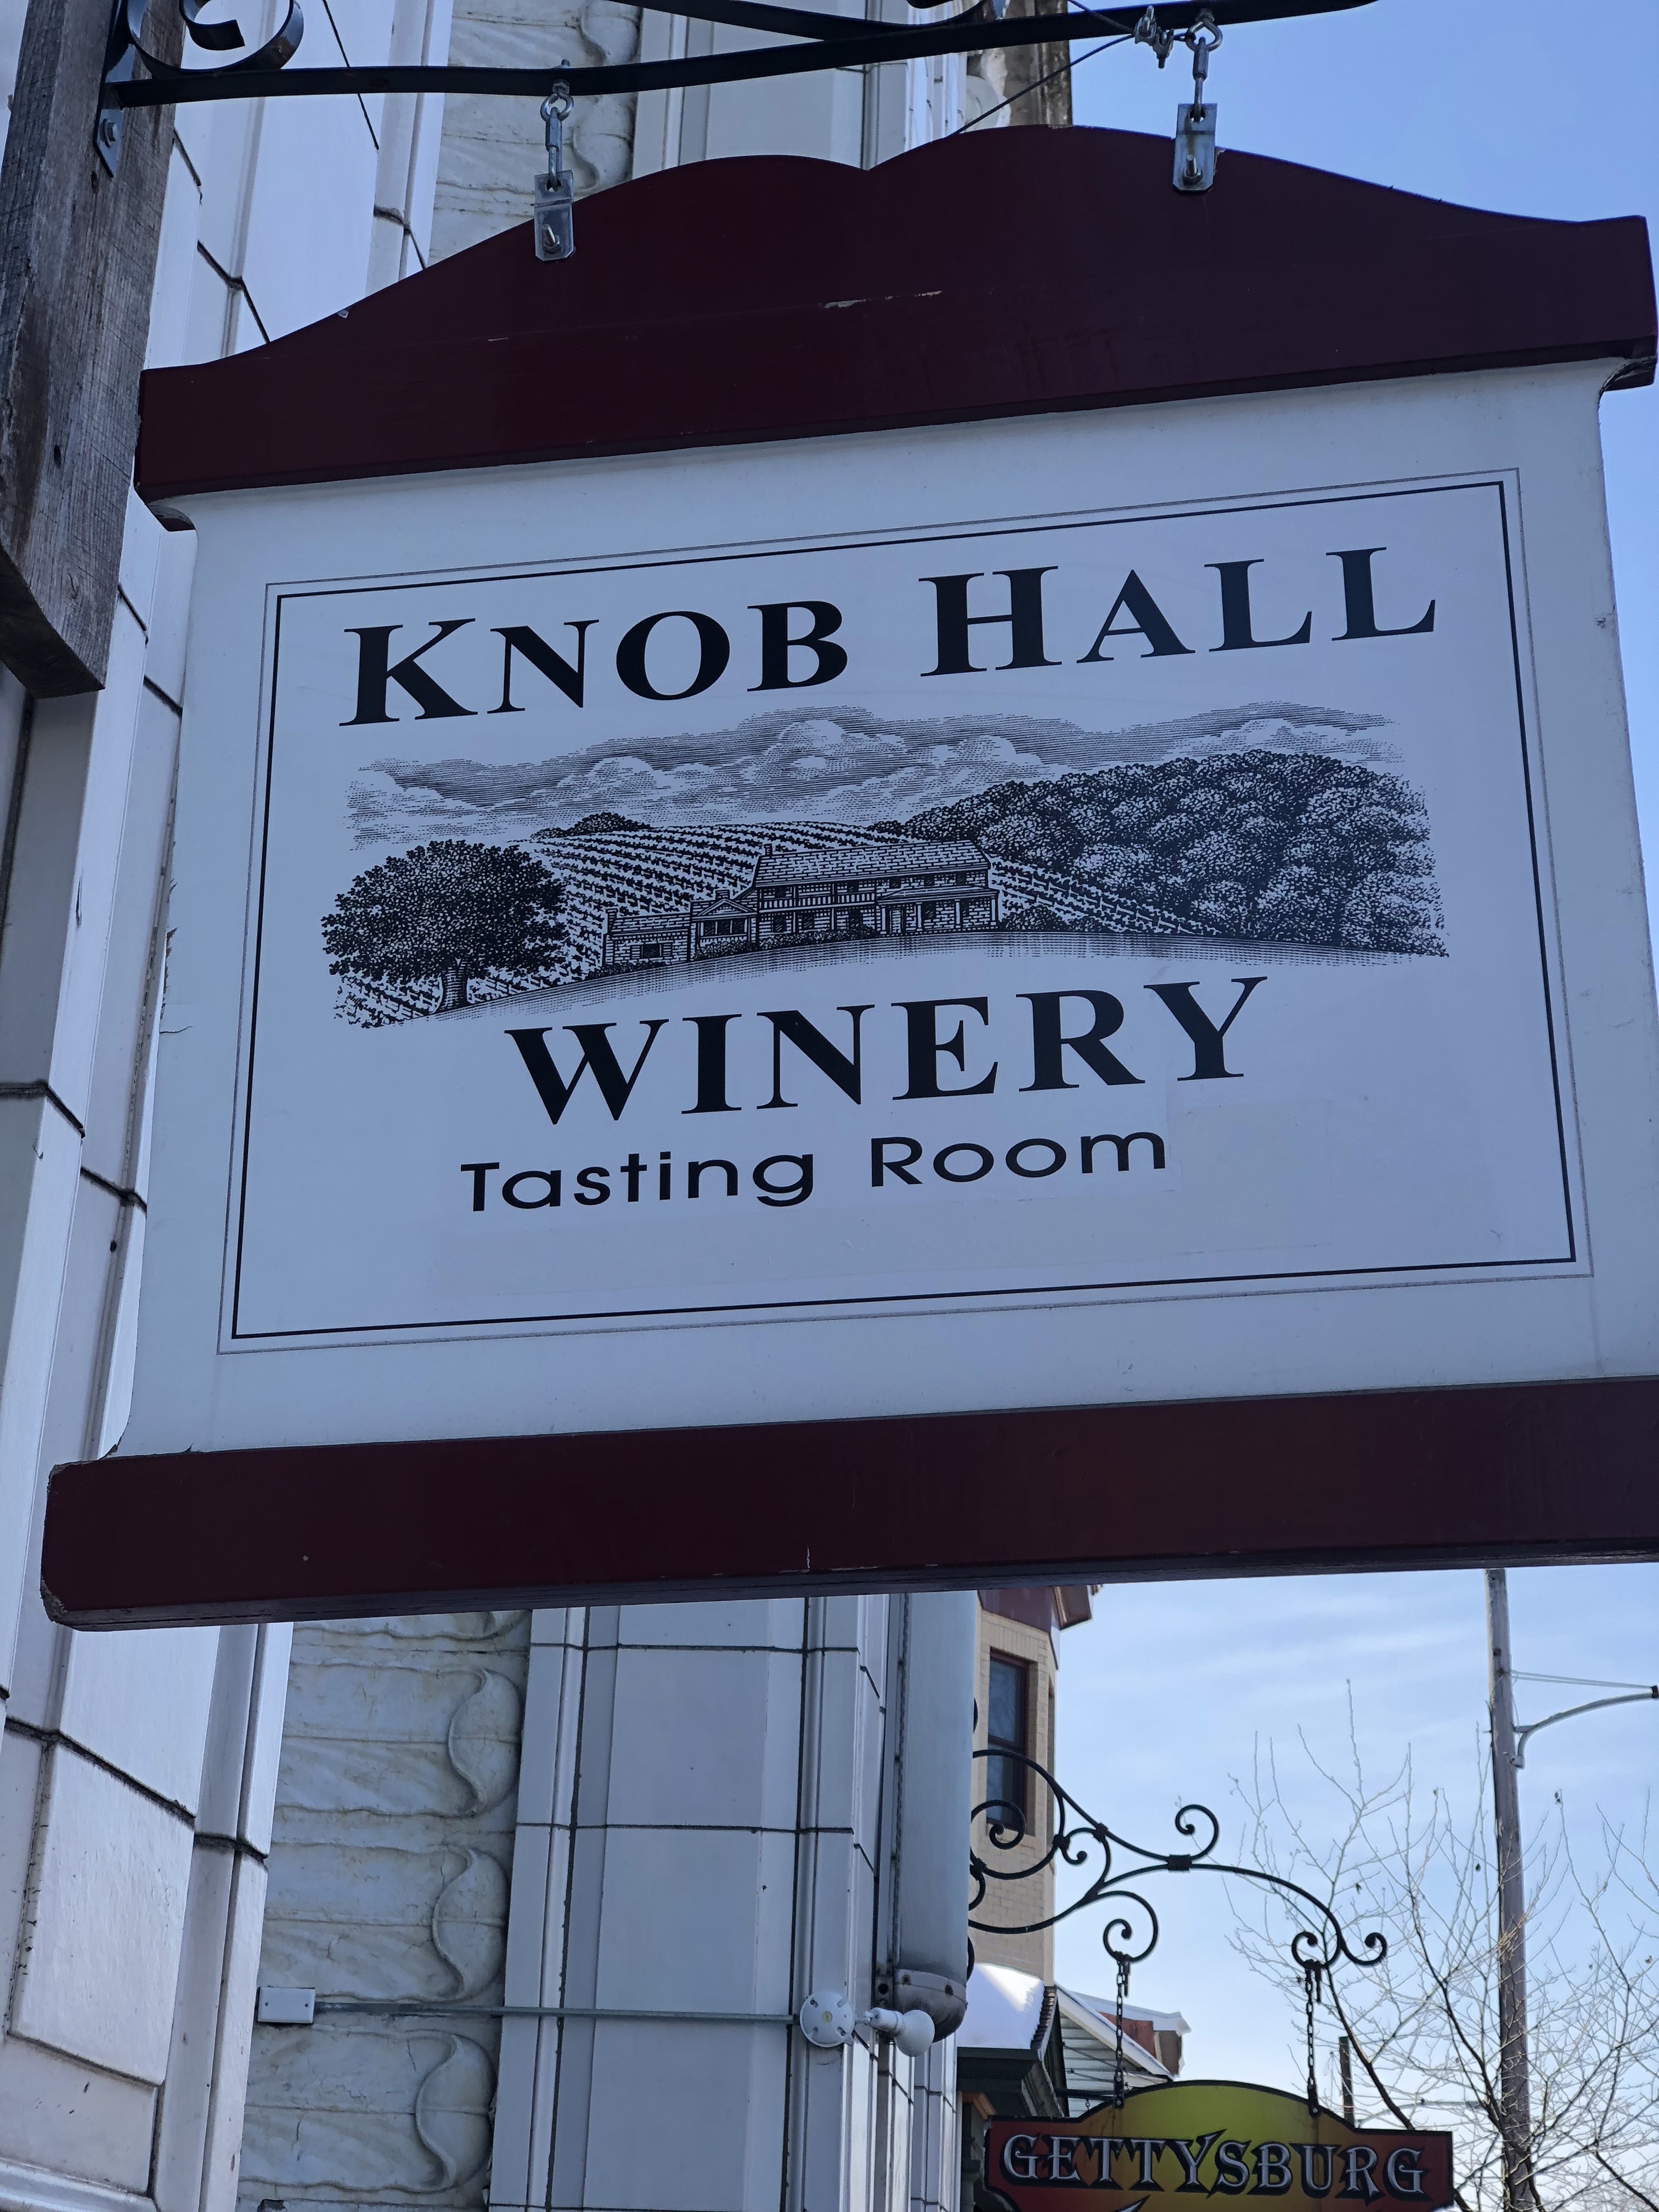 KNOB HALL
WINERY
Tasting Room
GETTYSBURG